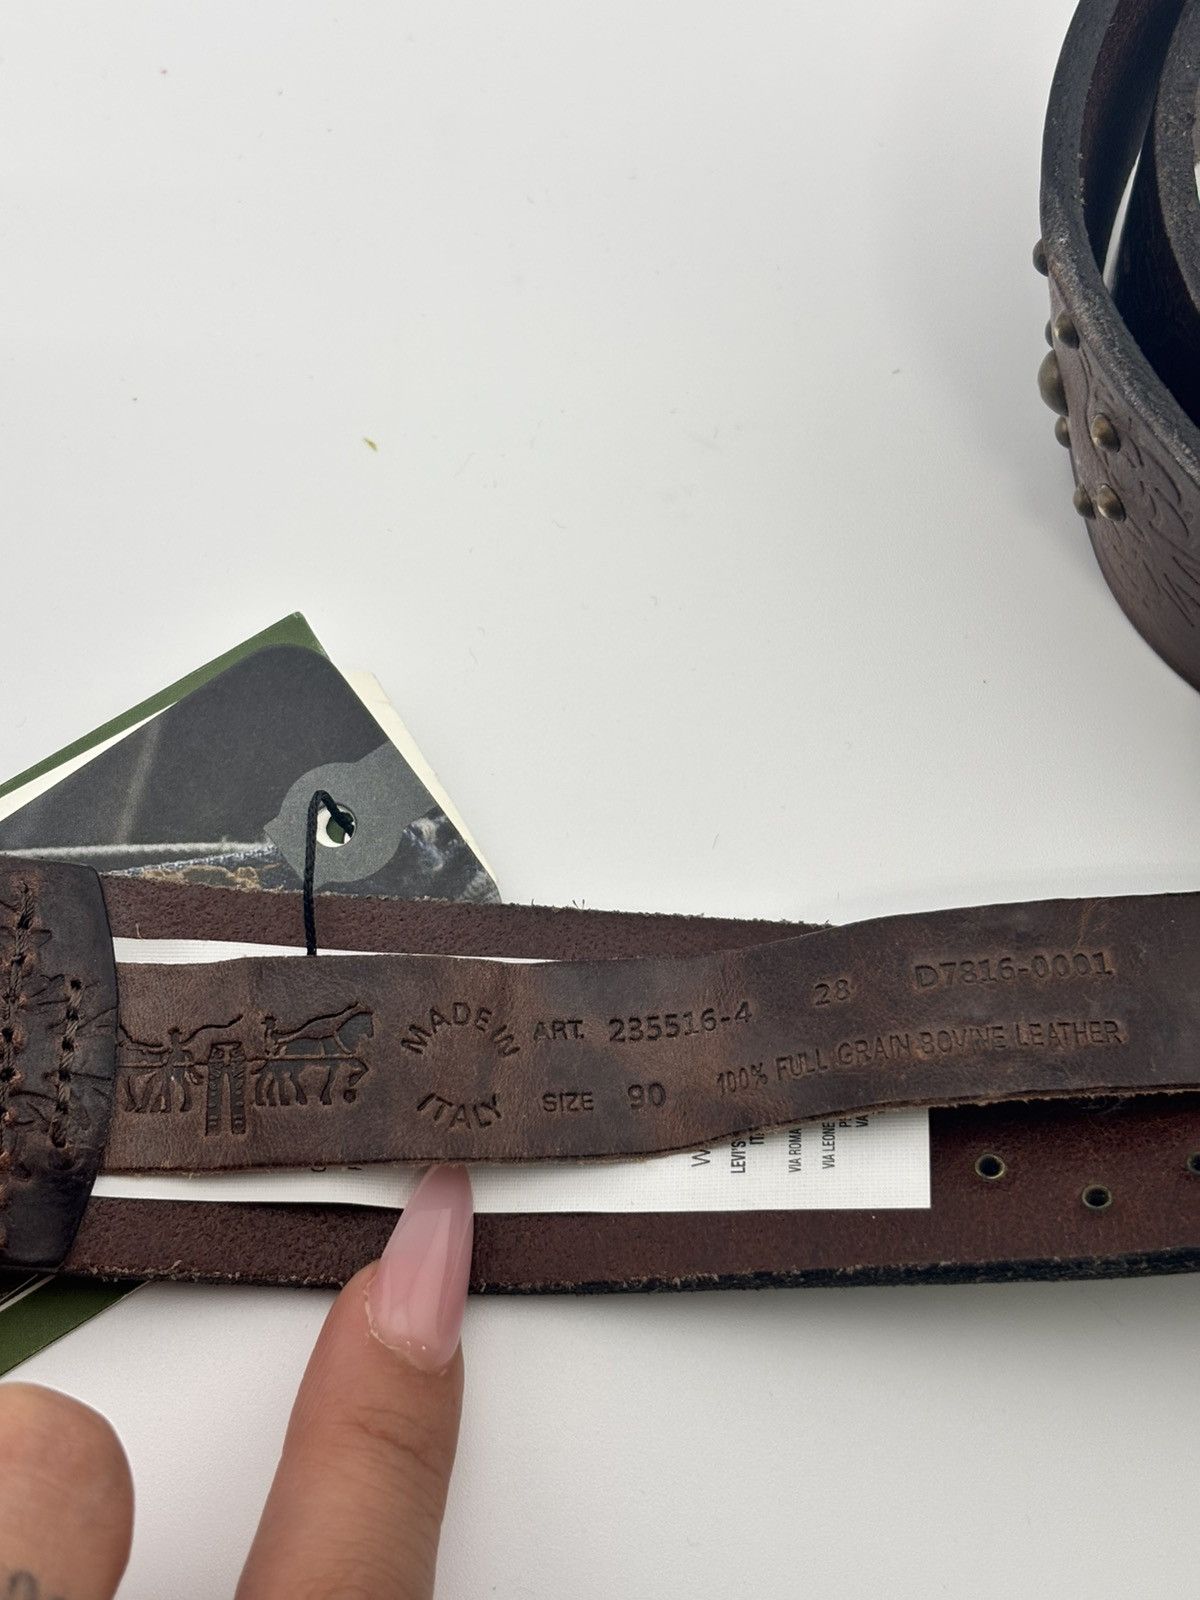 MADE IN
ITALY
ART. 235516-4
SIZE 90
28
D7816-0001
100% FULL GRAIN BOVINE LEATHER
LEVI'S
VIA ROMA
VIA LEONE